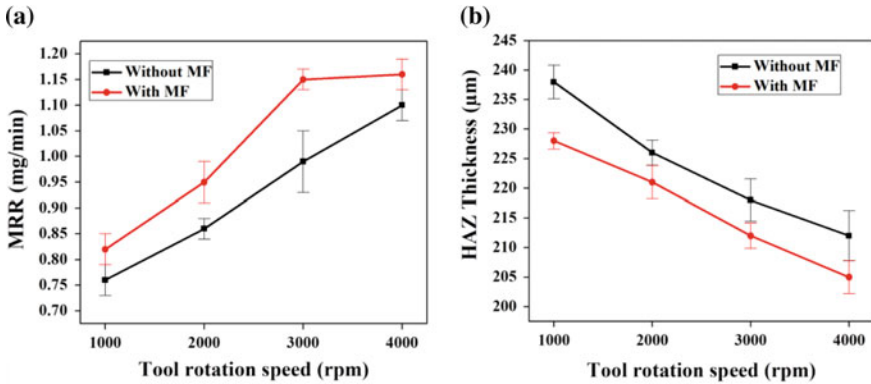 (a)
1.20
1.15
1.10
1.05
1.00
0.95
0.90
0.85
0.80
0.75
0.70
MRR (mg/min)
Without MF
With MF
1000 2000 3000 4000
Tool rotation speed (rpm)
(b)
245
240
235
230
225
220
215
210
205
200
HAZ Thickness (µm)
Without MF
With MF
1000 2000 3000 4000
Tool rotation speed (rpm)